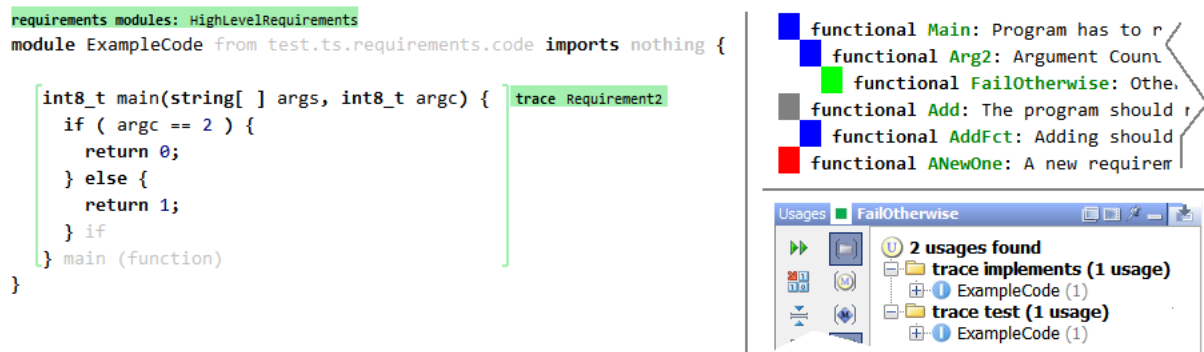 requirements modules: HighLevelRequirements
module ExampleCode from test.ts.requirements.code imports nothing {
int8_t main(string[ ] args, int8_t argc) { trace Requirement2
if ( argc == 2 ) {
return 0;
} else {
return 1;
} if
} main (function)
}
functional Main: Program has to r
functional Arg2: Argument Coun
functional FailOtherwise: Othe
functional Add: The program should
functional AddFct: Adding should
functional ANewOne: A new requirem
Usages FailOtherwise
2 usages found
trace implements (1 usage)
ExampleCode (1)
trace test (1 usage)
ExampleCode (1)